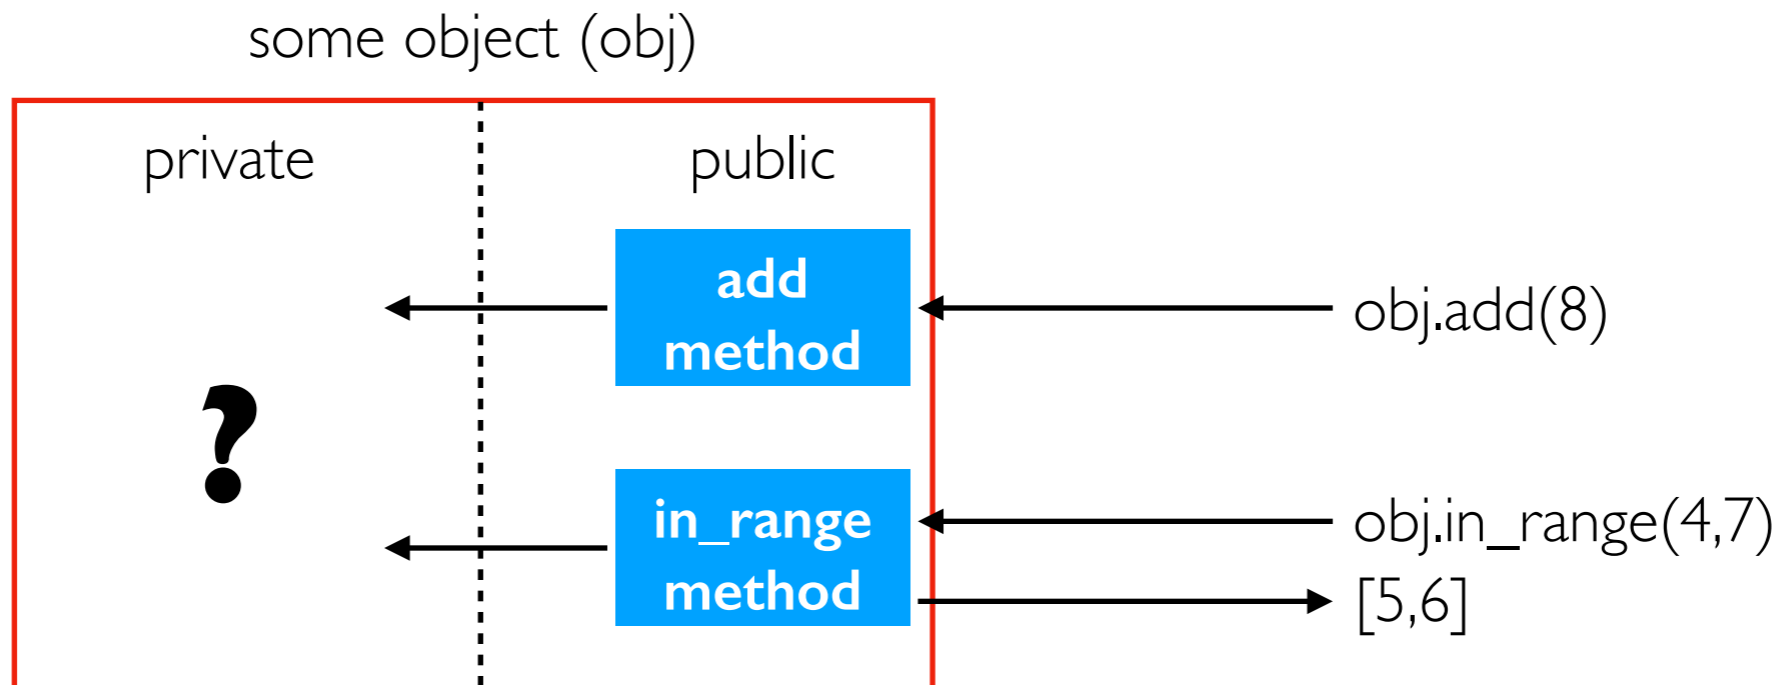 some object (obj)
private
public
add
method
obj.add(8)
?
in_range
method
obj.in_range(4,7)
[5,6]